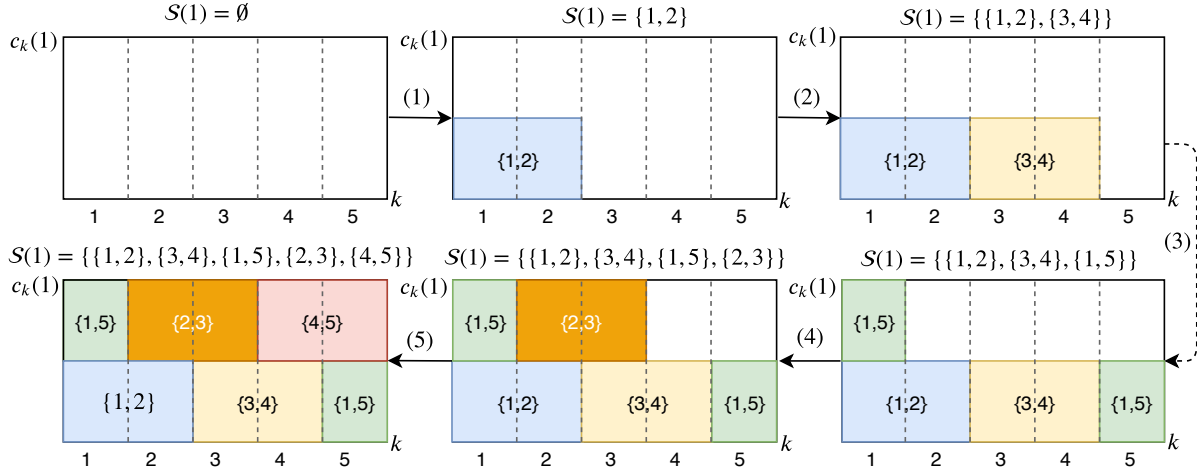 𝒮(1) = ∅
c_k(1)
k
1 2 3 4 5
(1)
𝒮(1) = {1, 2}
c_k(1)
{1,2}
k
1 2 3 4 5
(2)
𝒮(1) = {{1, 2}, {3, 4}}
c_k(1)
{1,2} {3,4}
k
1 2 3 4 5
(3)
𝒮(1) = {{1, 2}, {3, 4}, {1, 5}}
c_k(1)
{1,5}
{1,2} {3,4} {1,5}
k
1 2 3 4 5
(4)
𝒮(1) = {{1, 2}, {3, 4}, {1, 5}, {2, 3}}
c_k(1)
{1,5} {2,3}
{1,2} {3,4} {1,5}
k
1 2 3 4 5
(5)
𝒮(1) = {{1, 2}, {3, 4}, {1, 5}, {2, 3}, {4, 5}}
c_k(1)
{1,5} {2,3} {4,5}
{1, 2} {3,4} {1,5}
k
1 2 3 4 5